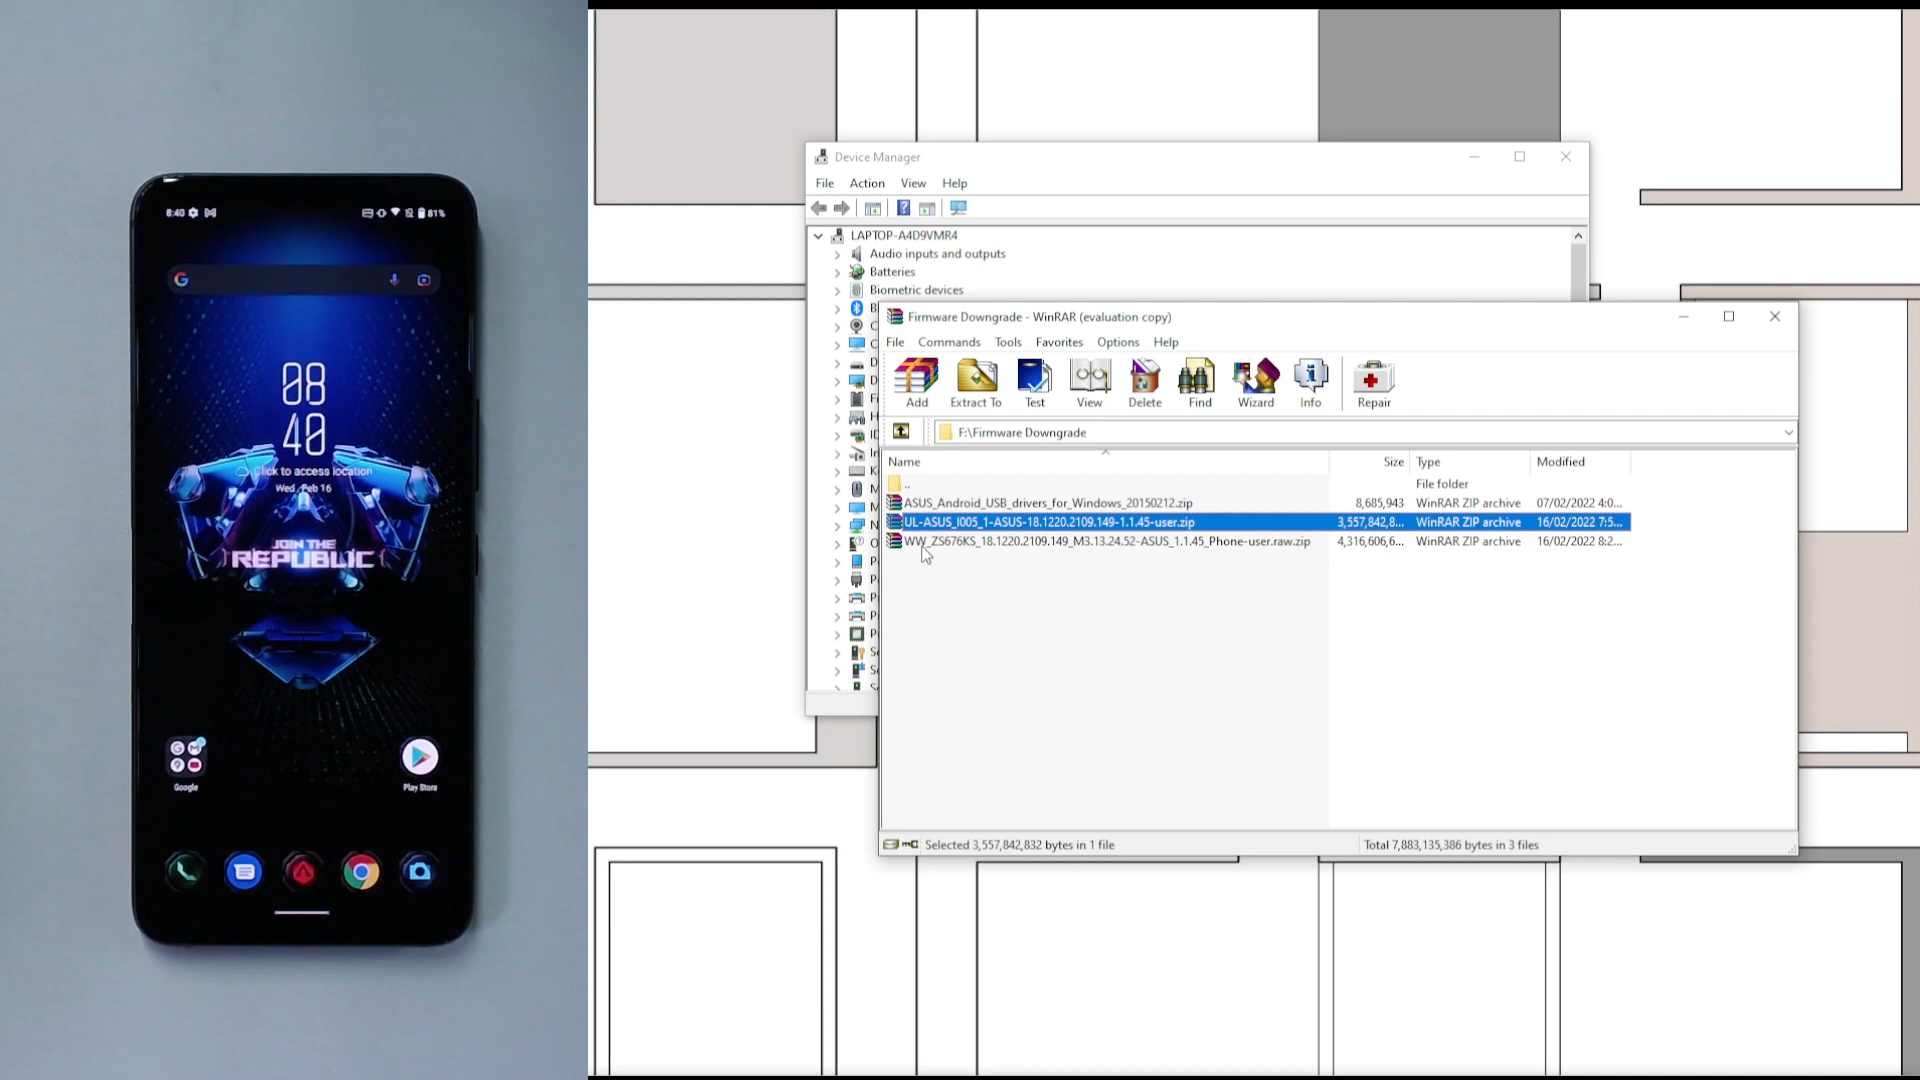 8:40
81%
08
40
Click to access location
Wed, Feb 16
JOIN THE
REPUBLIC
Google
Play Store
Device Manager
File Action View Help
LAPTOP-A4D9VMR4
Audio inputs and outputs
Batteries
Biometric devices
Firmware Downgrade - WinRAR (evaluation copy)
File Commands Tools Favorites Options Help
Add Extract To Test View Delete Find Wizard Info Repair
F:\Firmware Downgrade
Name Size Type Modified
.. File folder
ASUS_Android_USB_drivers_for_Windows_20150212.zip 8,685,943 WinRAR ZIP archive 07/02/2022 4:0...
UL-ASUS_I005_1-ASUS-18.1220.2109.149-1.1.45-user.zip 3,557,842,8... WinRAR ZIP archive 16/02/2022 7:5...
WW_ZS676KS_18.1220.2109.149_M3.13.24.52-ASUS_1.1.45_Phone-user.raw.zip 4,316,606,6... WinRAR ZIP archive 16/02/2022 8:2...
Selected 3,557,842,832 bytes in 1 file
Total 7,883,135,386 bytes in 3 files